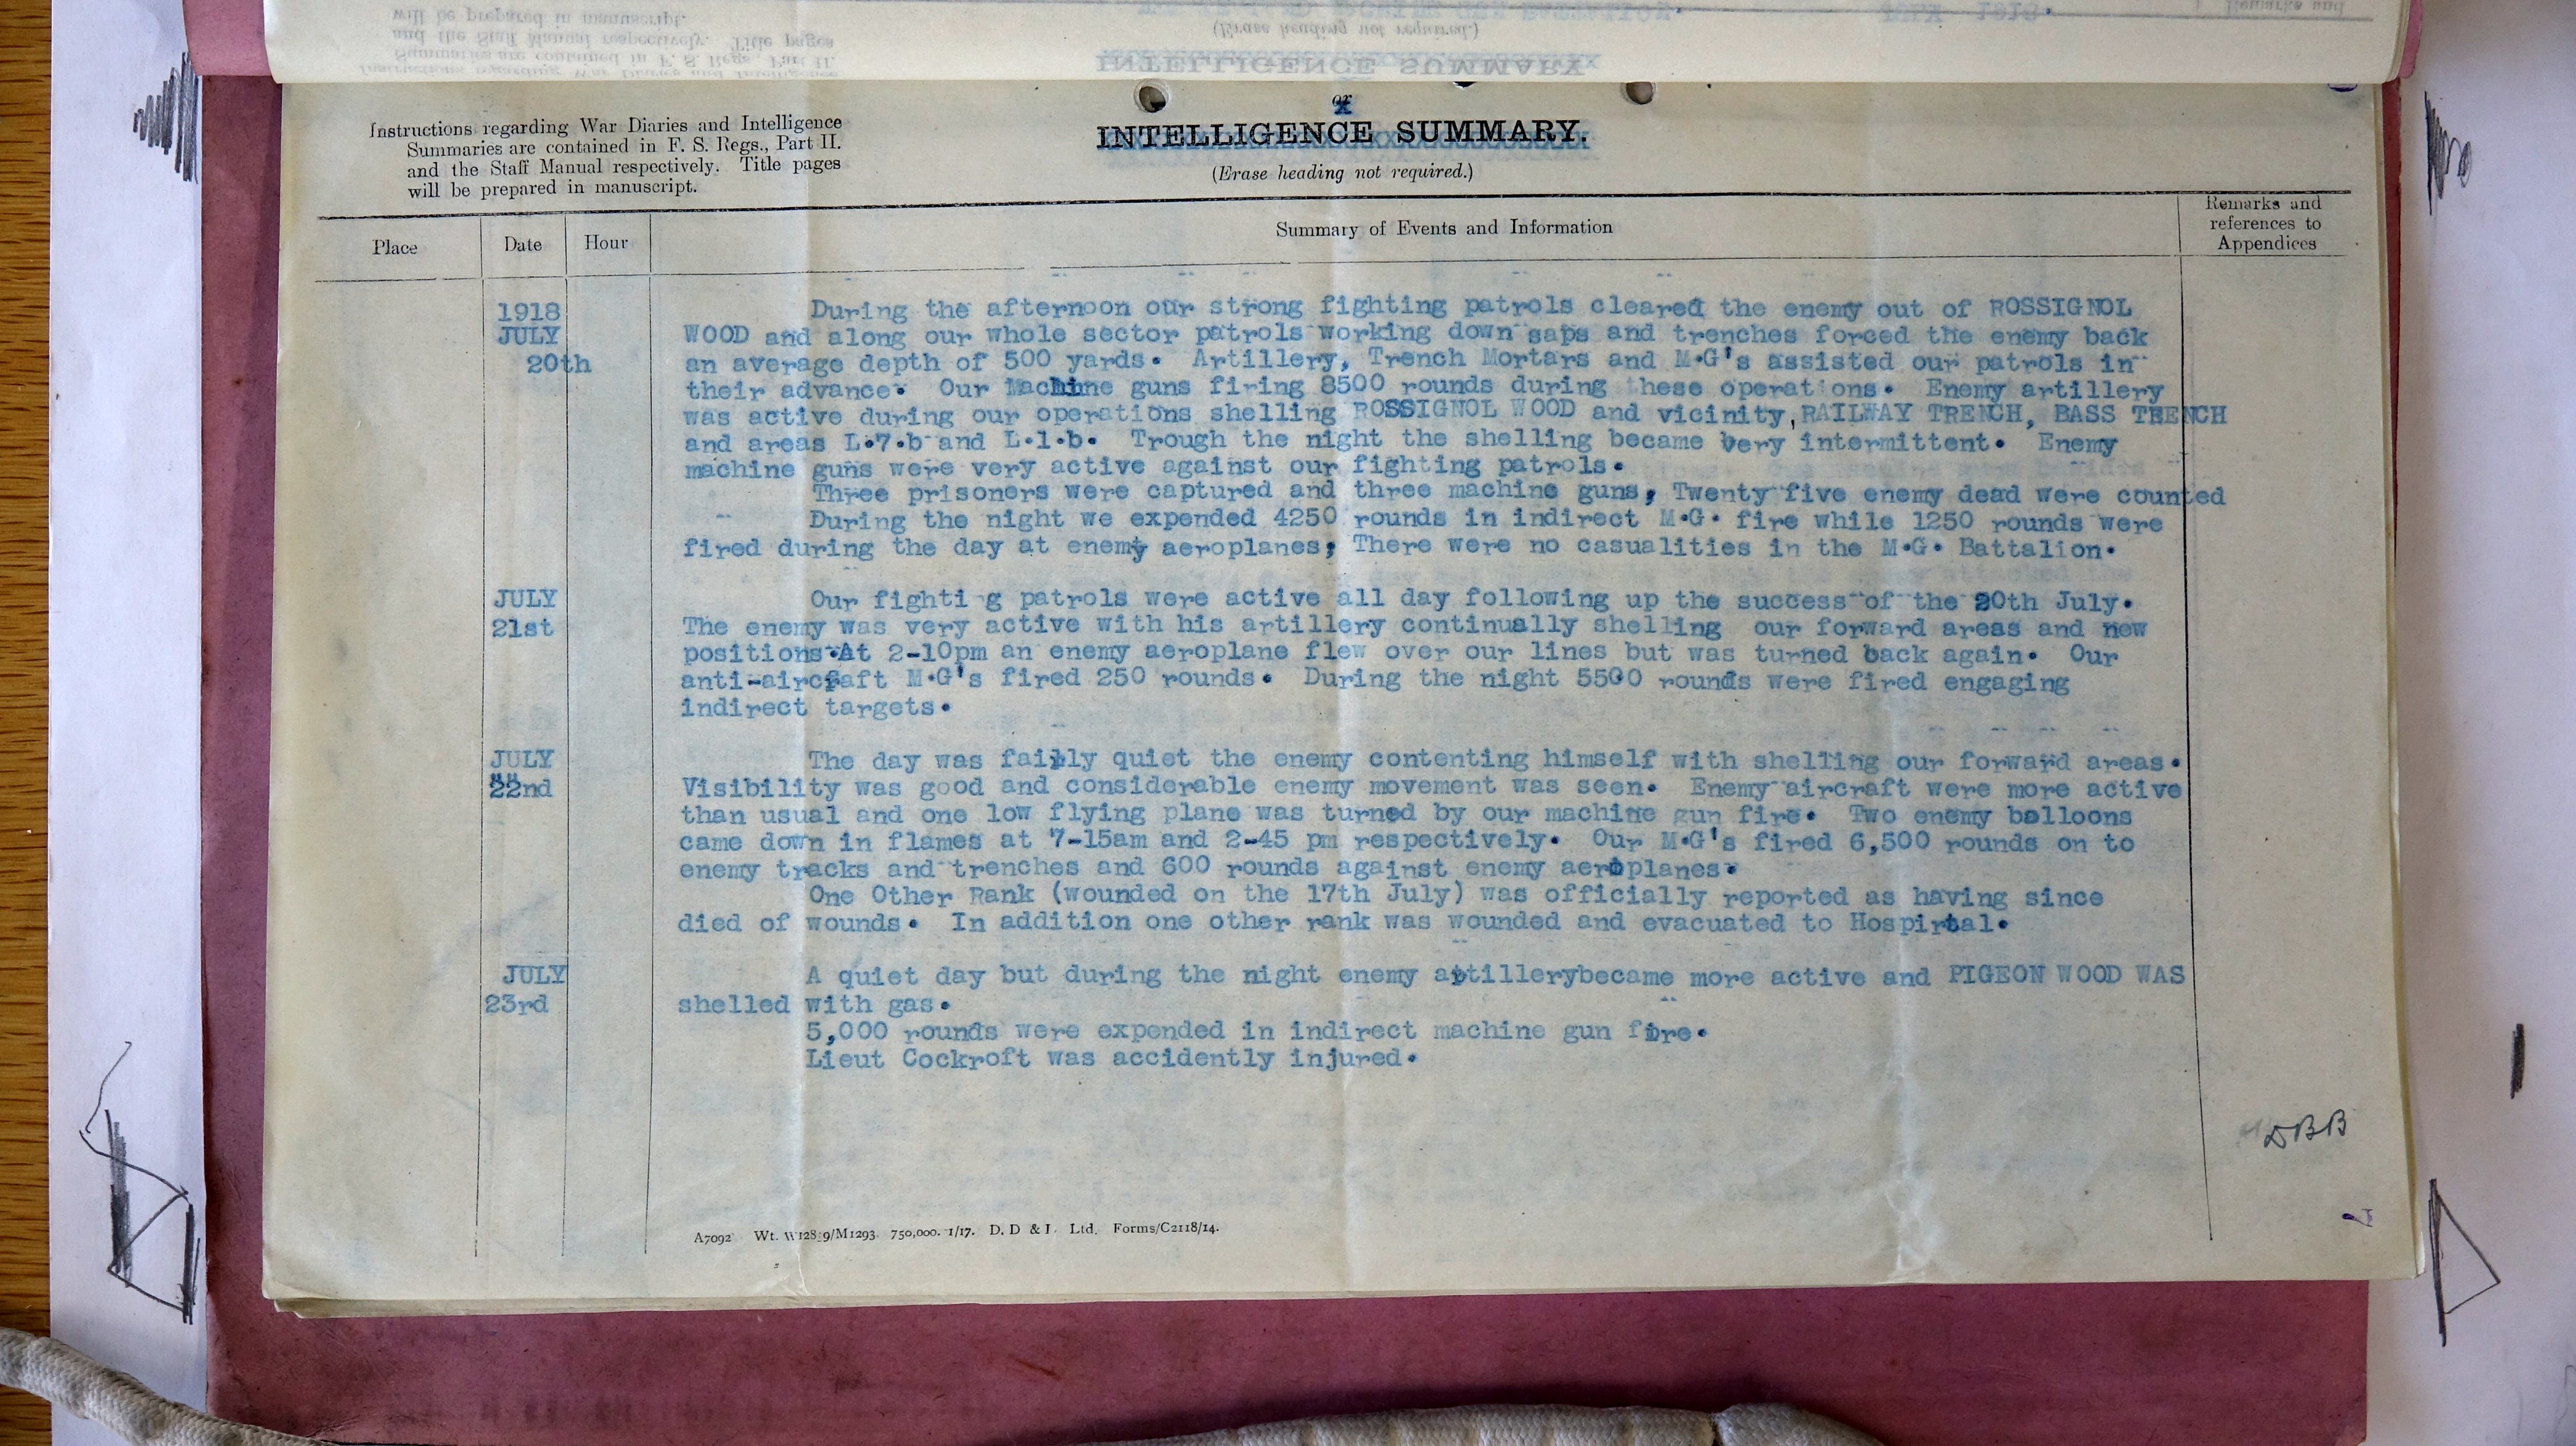 Instructions regarding War Diaries and Intelligence
Summaries are contained in F. S. Regs., Part II.
and the Staff Manual respectively. Title pages
will be prepared in manuscript.
or
INTELLIGENCE SUMMARY.
(Erase heading not required.)
Place
Date
Hour
Summary of Events and Information
Remarks and
references to
Appendices
1918
JULY
20th
During the afternoon our strong fighting patrols cleared the enemy out of ROSSIGNOL
WOOD and along our whole sector patrols working down saps and trenches forced the enemy back
an average depth of 500 yards. Artillery, Trench Mortars and M.G's assisted our patrols in
their advance. Our Machine guns firing 8500 rounds during these operations. Enemy artillery
was active during our operations shelling ROSSIGNOL WOOD and vicinity, RAILWAY TRENCH, BASS TRENCH
and areas L.7.b and L.1.b. Trough the night the shelling became very intermittent. Enemy
machine guns were very active against our fighting patrols.
Three prisoners were captured and three machine guns, Twenty five enemy dead were counted
During the night we expended 4250 rounds in indirect M.G. fire while 1250 rounds were
fired during the day at enemy aeroplanes, There were no casualities in the M.G. Battalion.
JULY
21st
Our fighti g patrols were active all day following up the success of the 20th July.
The enemy was very active with his artillery continually shelling our forward areas and new
positions.At 2-10pm an enemy aeroplane flew over our lines but was turned back again. Our
anti-aircraft M.G's fired 250 rounds. During the night 5500 rounds were fired engaging
indirect targets.
JULY
22nd
The day was fairly quiet the enemy contenting himself with shelling our forward areas.
Visibility was good and considerable enemy movement was seen. Enemy aircraft were more active
than usual and one low flying plane was turned by our machine gun fire. Two enemy balloons
came down in flames at 7-15am and 2-45 pm respectively. Our M.G's fired 6,500 rounds on to
enemy tracks and trenches and 600 rounds against enemy aeroplanes.
One Other Rank (wounded on the 17th July) was officially reported as having since
died of wounds. In addition one other rank was wounded and evacuated to Hospirtal.
JULY
23rd
A quiet day but during the night enemy artillerybecame more active and PIGEON WOOD WAS
shelled with gas.
5,000 rounds were expended in indirect machine gun fire.
Lieut Cockroft was accidently injured.
DBB
A7092 Wt. 750,000. 1/17. D. D & L. Ltd. Forms/C2118/14.